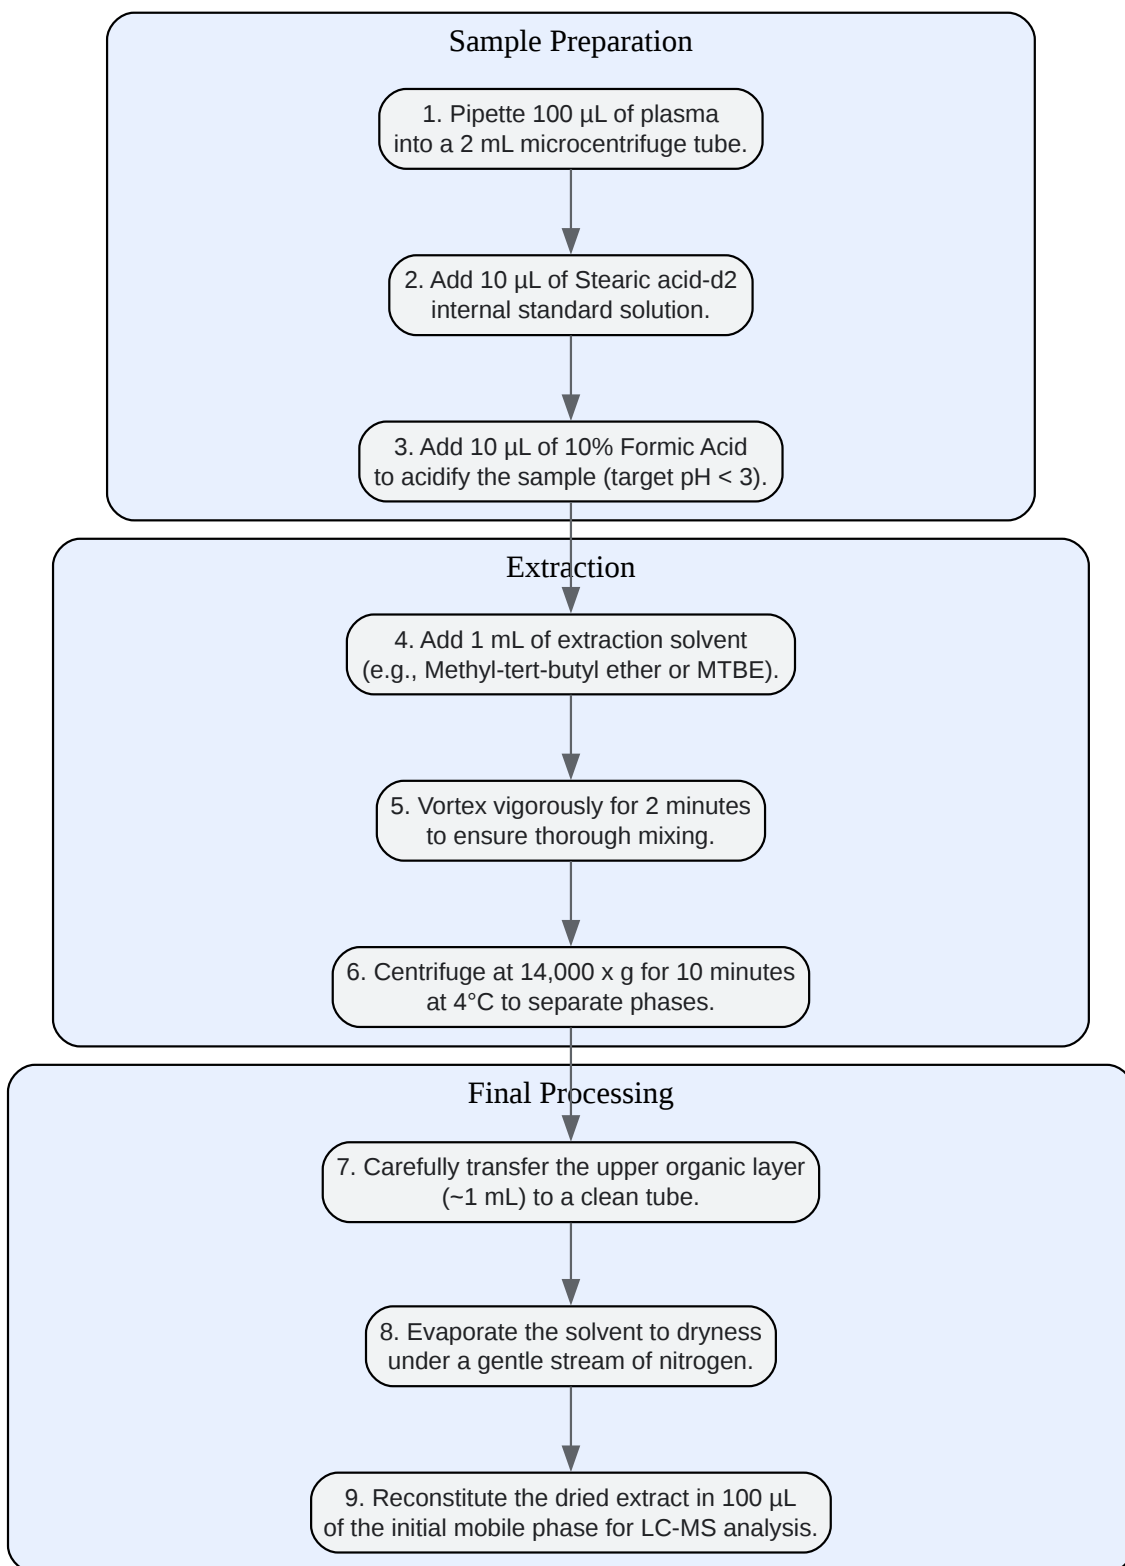 Sample Preparation
1. Pipette 100 µL of plasma
into a 2 mL microcentrifuge tube.
2. Add 10 µL of Stearic acid-d2
internal standard solution.
3. Add 10 µL of 10% Formic Acid
to acidify the sample (target pH < 3).
Extraction
4. Add 1 mL of extraction solvent
(e.g., Methyl-tert-butyl ether or MTBE).
5. Vortex vigorously for 2 minutes
to ensure thorough mixing.
6. Centrifuge at 14,000 x g for 10 minutes
at 4°C to separate phases.
Final Processing
7. Carefully transfer the upper organic layer
(~1 mL) to a clean tube.
8. Evaporate the solvent to dryness
under a gentle stream of nitrogen.
9. Reconstitute the dried extract in 100 µL
of the initial mobile phase for LC-MS analysis.